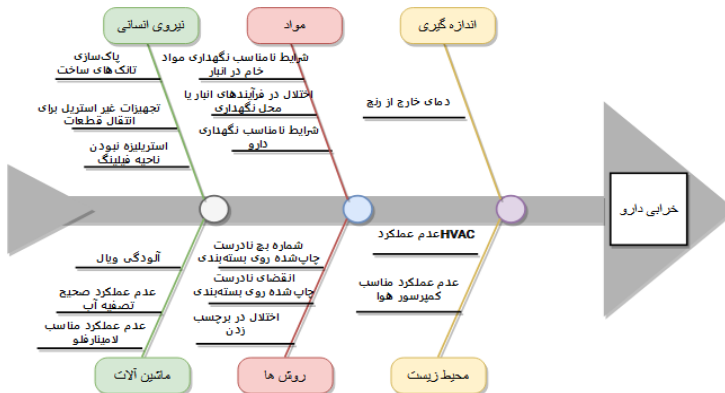 نیروی انسانی
مواد
اندازه گیری
پاک‌سازی
تانک‌های ساخت
تجهیزات غیر استریل برای
انتقال قطعات
استریلیزه نبودن
ناحیه فیلینگ
شرایط نامناسب نگهداری مواد
خام در انبار
اختلال در فرآیندهای انبار یا
محل نگهداری
شرایط نامناسب نگهداری
دارو
دمای خارج از رنج
خرابی دارو
آلودگی ویال
عدم عملکرد صحیح
تصفیه آب
عدم عملکرد مناسب
لامینارفلو
شماره بچ نادرست
چاپ‌شده روی بسته‌بندی
انقضای نادرست
چاپ‌شده روی بسته‌بندی
اختلال در برچسب
زدن
عدم عملکردHVAC
عدم عملکرد مناسب
کمپرسور هوا
ماشین آلات
روش ها
محیط زیست